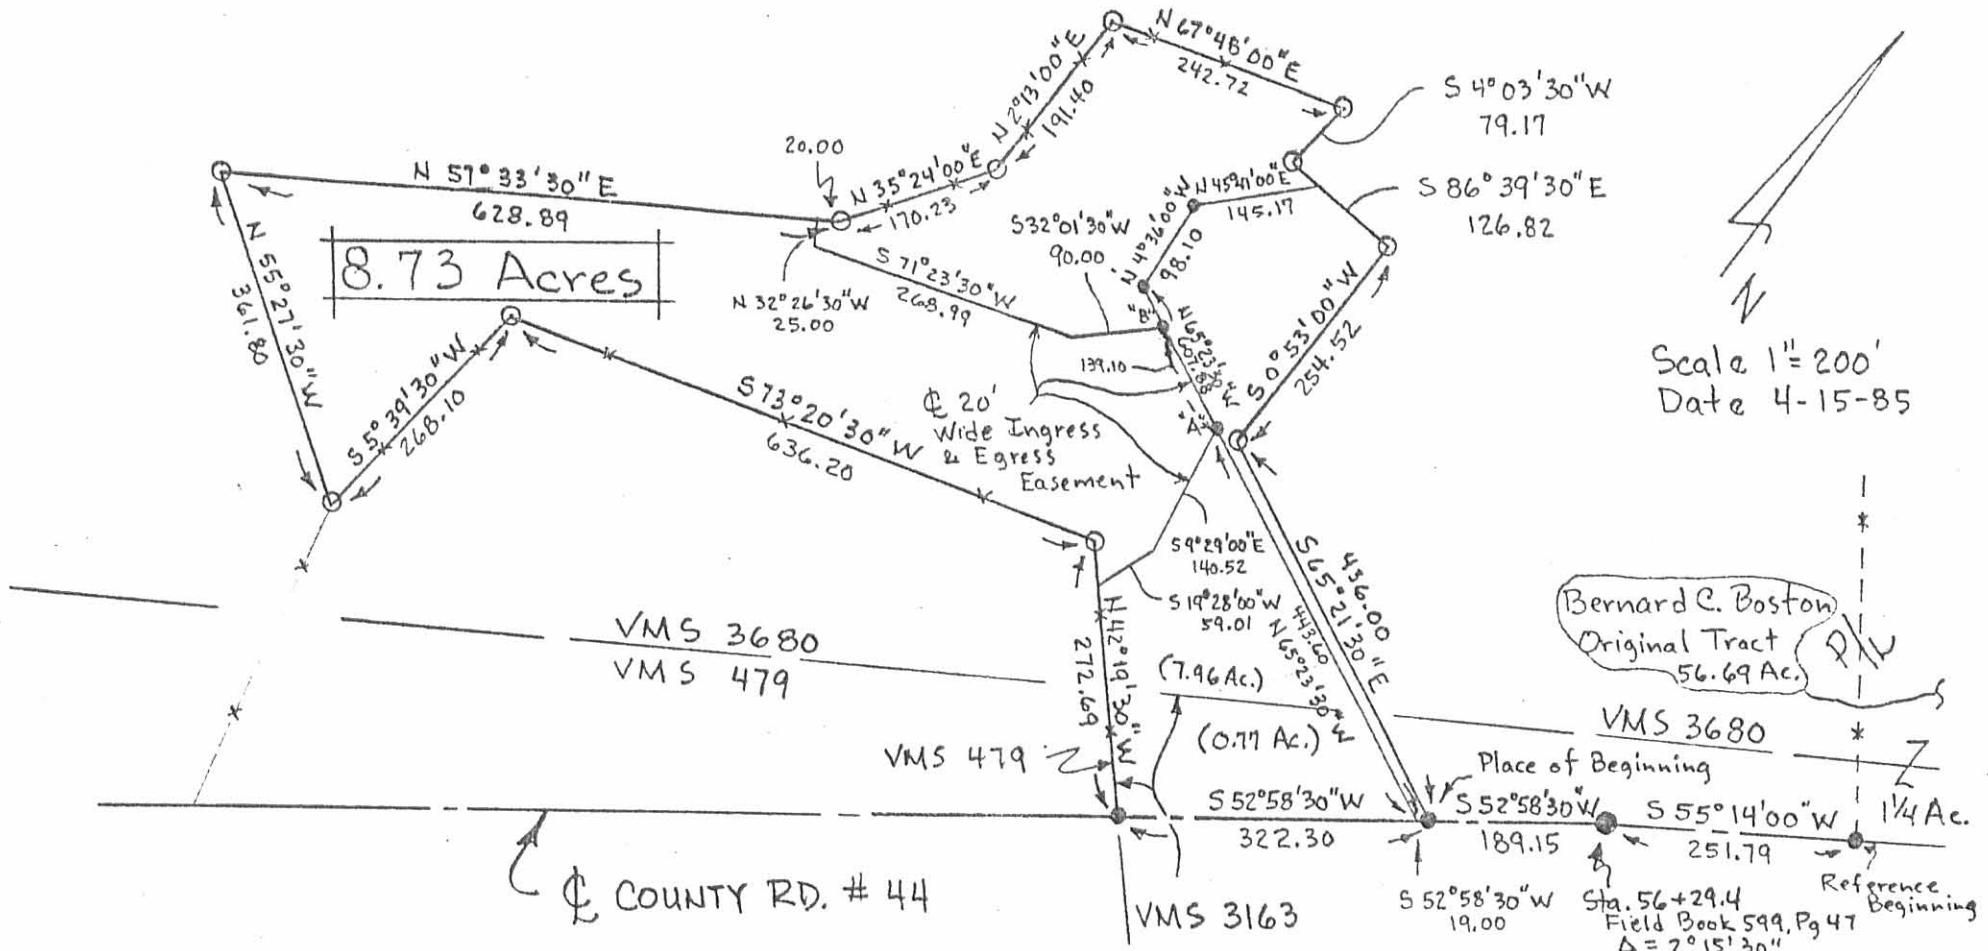 N 67°48'00"E
242.72
S 4°03'30"W
79.17
N 2°13'00"E
191.40
20.00
N 35°24'00"E
170.23
N 57°33'30"E
628.89
8.73 Acres
N 55°27'30"W
361.80
N 32°26'30"W
25.00
S 71°23'30"W
268.99
S32°01'30"W
90.00
N 4°36'00"W
98.10
145.17
S 86°39'30"E
126.82
S 0°53'00"W
254.52
N
Scale 1"=200'
Date 4-15-85
S 5°39'30"W
268.10
S 73°20'30"W
636.20
"B"
139.10
"A"
℄ 20'
Wide Ingress
& Egress
Easement
S9°29'00"E
140.52
S 19°28'00"W
59.01
436.00
S 65°21'30"E
443.60
N 65°23'30"W
N 42°19'30"W
272.69
VMS 3680
VMS 479
(7.96 Ac.)
(0.77 Ac.)
VMS 479
Bernard C. Boston
Original Tract
56.69 Ac.
VMS 3680
Place of Beginning
S 52°58'30"W
322.30
S 52°58'30"W
189.15
S 55°14'00"W
251.79
1¼ Ac.
℄ COUNTY RD. # 44
VMS 3163
S 52°58'30"W
19.00
Sta. 56+29.4
Field Book 599, Pg 47
Δ = 2°15'30"
Reference
Beginning